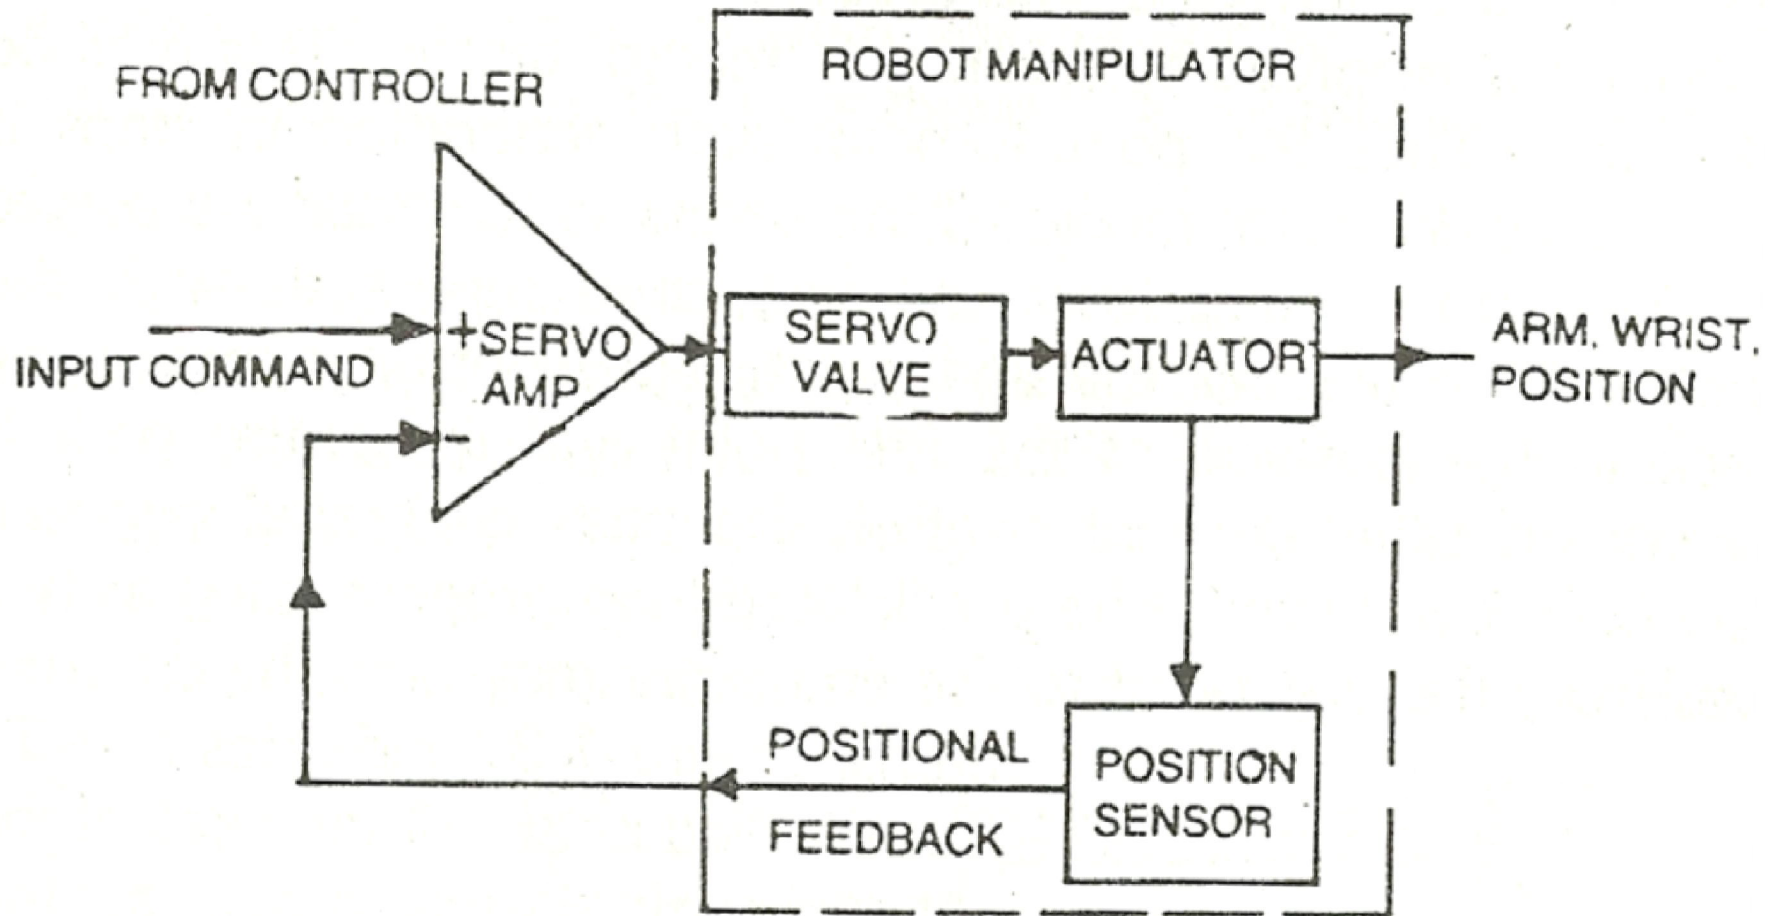 FROM CONTROLLER
ROBOT MANIPULATOR
+SERVO
AMP
−
INPUT COMMAND
SERVO
VALVE
ACTUATOR
ARM. WRIST.
POSITION
POSITIONAL
FEEDBACK
POSITION
SENSOR